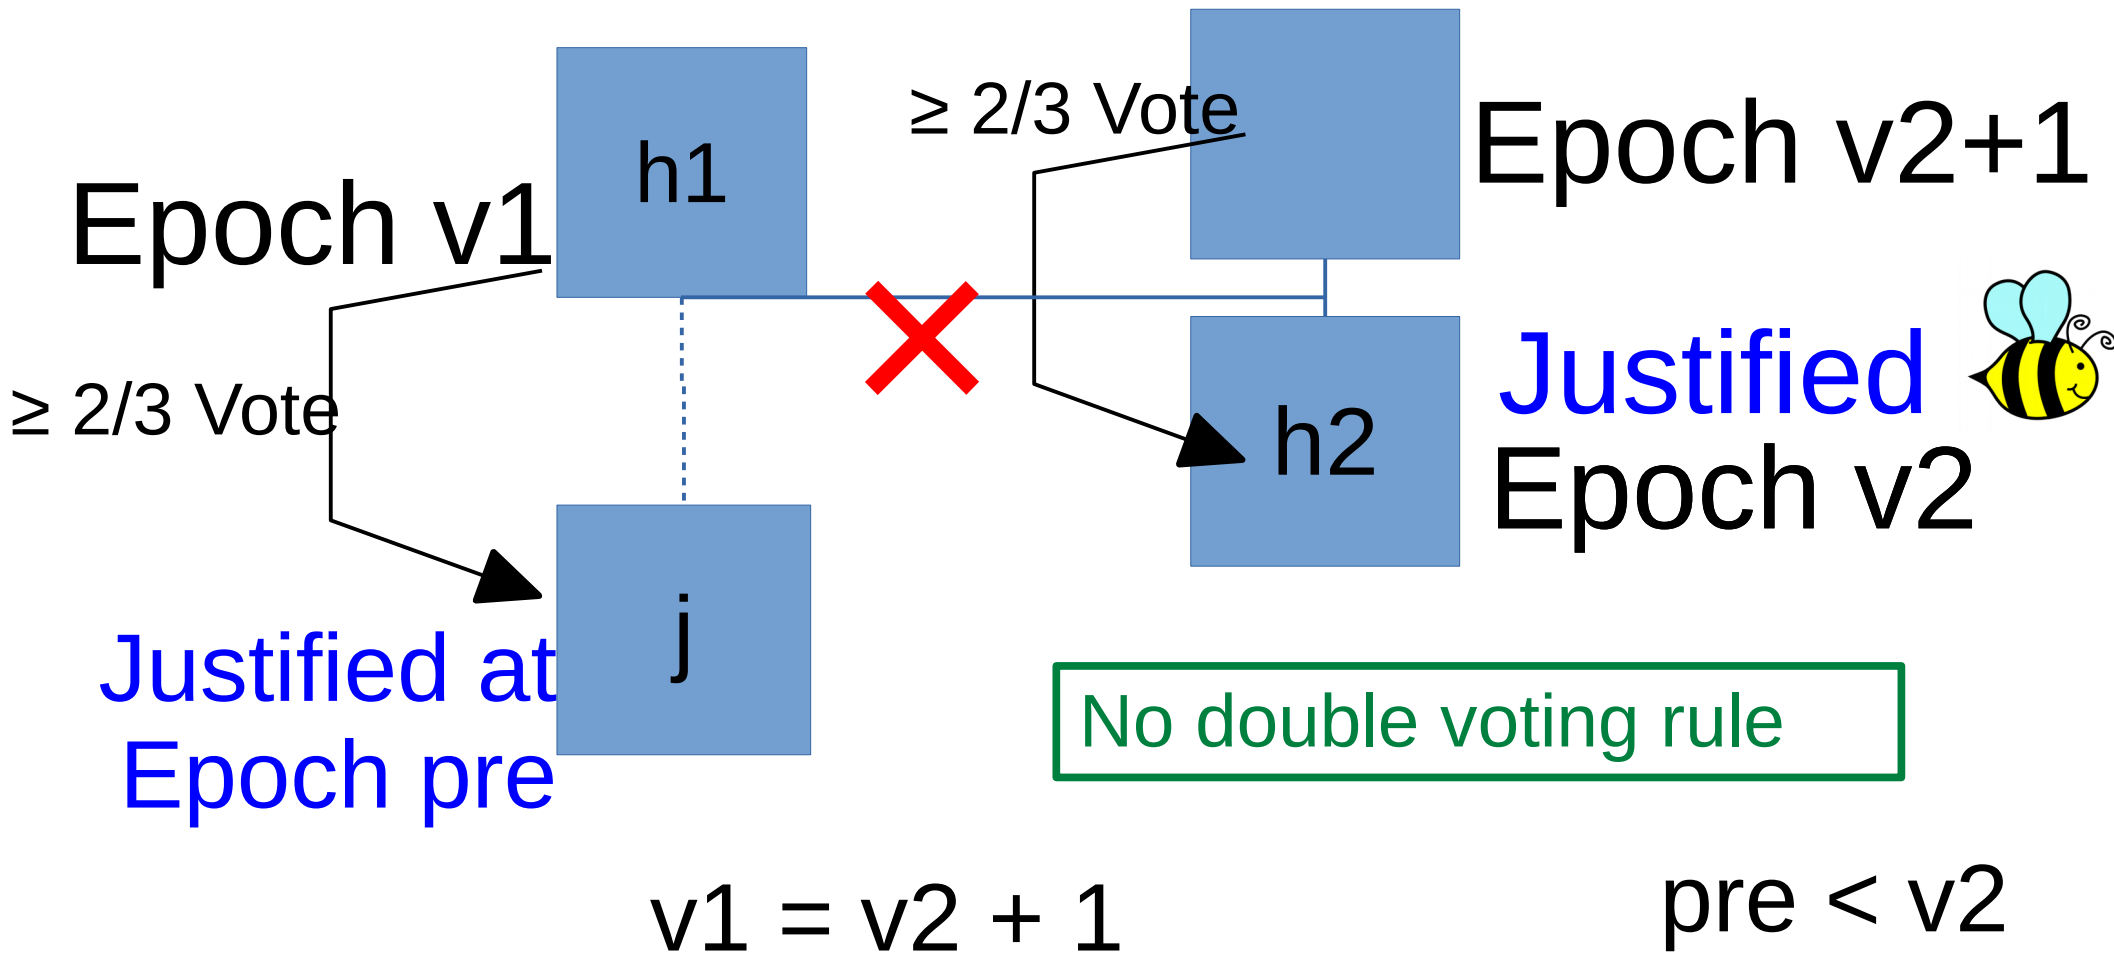 h1
≥ 2/3 Vote
Epoch v2+1
Epoch v1
Justified
≥ 2/3 Vote
h2
Epoch v2
j
Justified at
Epoch pre
No double voting rule
v1 = v2 + 1
pre < v2